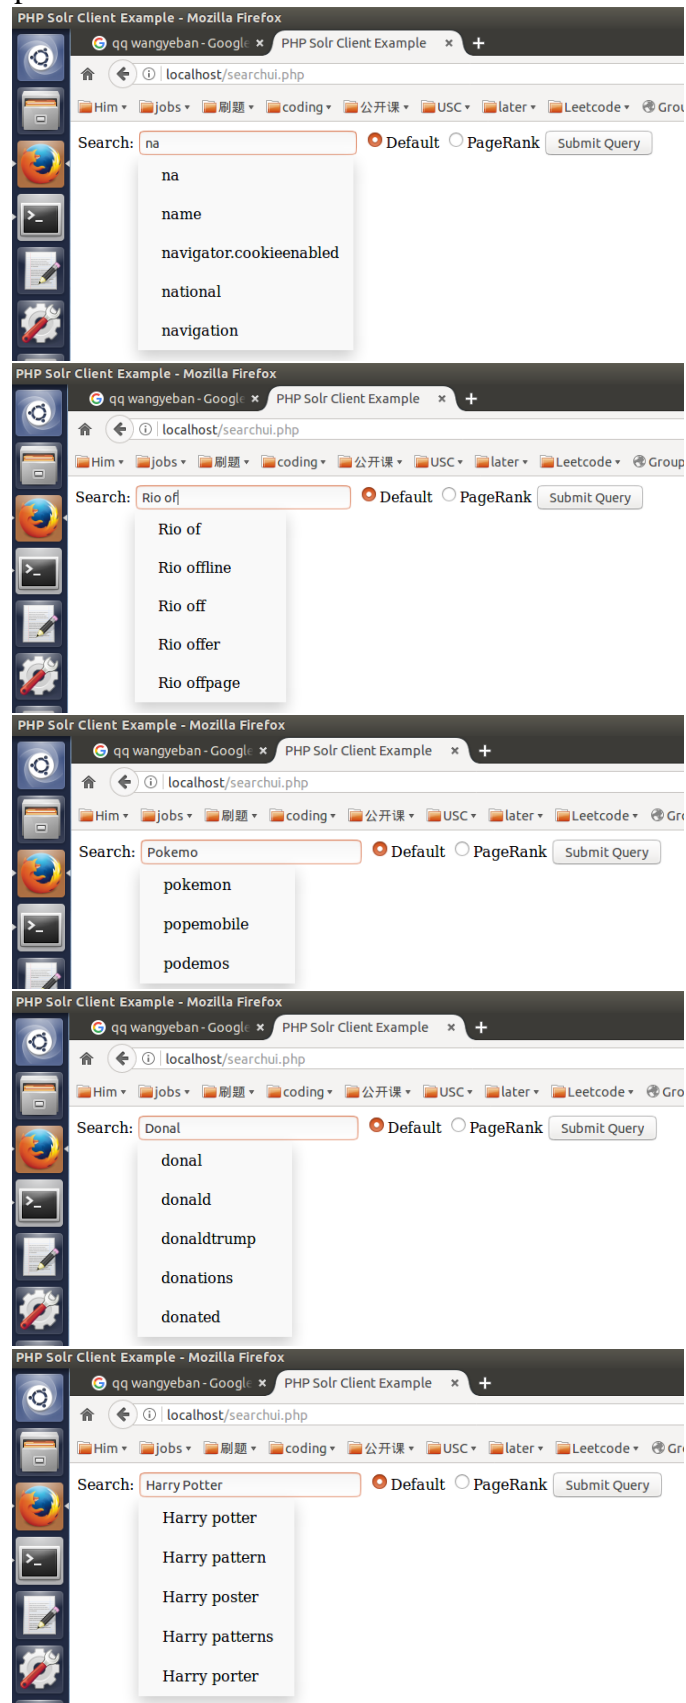 PHP Solr Client Example - Mozilla Firefox
qq wangyeban - Google × PHP Solr Client Example × +
localhost/searchui.php
Him jobs 刷题 coding 公开课 USC later Leetcode Grou
Search: na Default PageRank Submit Query
na
name
navigator.cookieenabled
national
navigation
PHP Solr Client Example - Mozilla Firefox
qq wangyeban - Google × PHP Solr Client Example × +
localhost/searchui.php
Him jobs 刷题 coding 公开课 USC later Leetcode Group
Search: Rio of Default PageRank Submit Query
Rio of
Rio offline
Rio off
Rio offer
Rio offpage
PHP Solr Client Example - Mozilla Firefox
qq wangyeban - Google × PHP Solr Client Example × +
localhost/searchui.php
Him jobs 刷题 coding 公开课 USC later Leetcode Gr
Search: Pokemo Default PageRank Submit Query
pokemon
popemobile
podemos
PHP Solr Client Example - Mozilla Firefox
qq wangyeban - Google × PHP Solr Client Example × +
localhost/searchui.php
Him jobs 刷题 coding 公开课 USC later Leetcode Gro
Search: Donal Default PageRank Submit Query
donal
donald
donaldtrump
donations
donated
PHP Solr Client Example - Mozilla Firefox
qq wangyeban - Google × PHP Solr Client Example × +
localhost/searchui.php
Him jobs 刷题 coding 公开课 USC later Leetcode Gr
Search: Harry Potter Default PageRank Submit Query
Harry potter
Harry pattern
Harry poster
Harry patterns
Harry porter